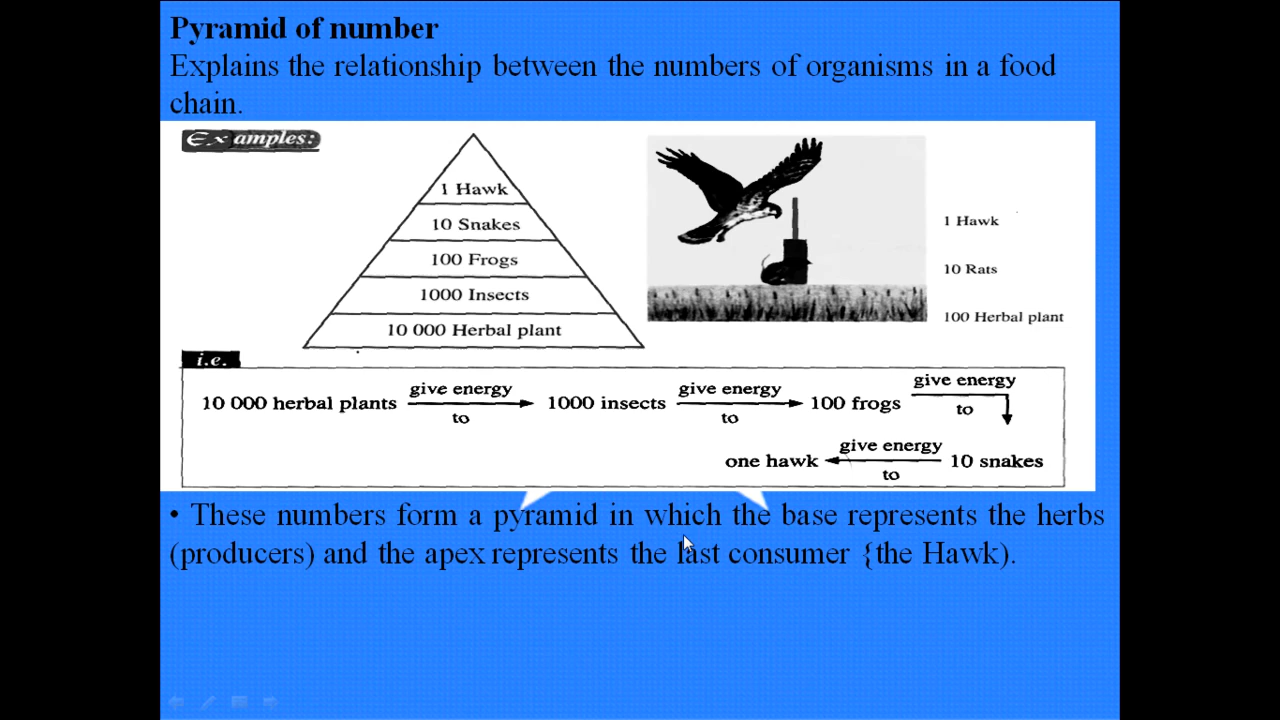 Pyramid of number
Explains the relationship between the numbers of organisms in a food
chain.
Examples:
1 Hawk
10 Snakes
100 Frogs
1000 Insects
10 000 Herbal plant
1 Hawk
10 Rats
100 Herbal plant
i.e.
10 000 herbal plants give energy to 1000 insects give energy to 100 frogs give energy to
one hawk give energy to 10 snakes
• These numbers form a pyramid in which the base represents the herbs
(producers) and the apex represents the last consumer {the Hawk).